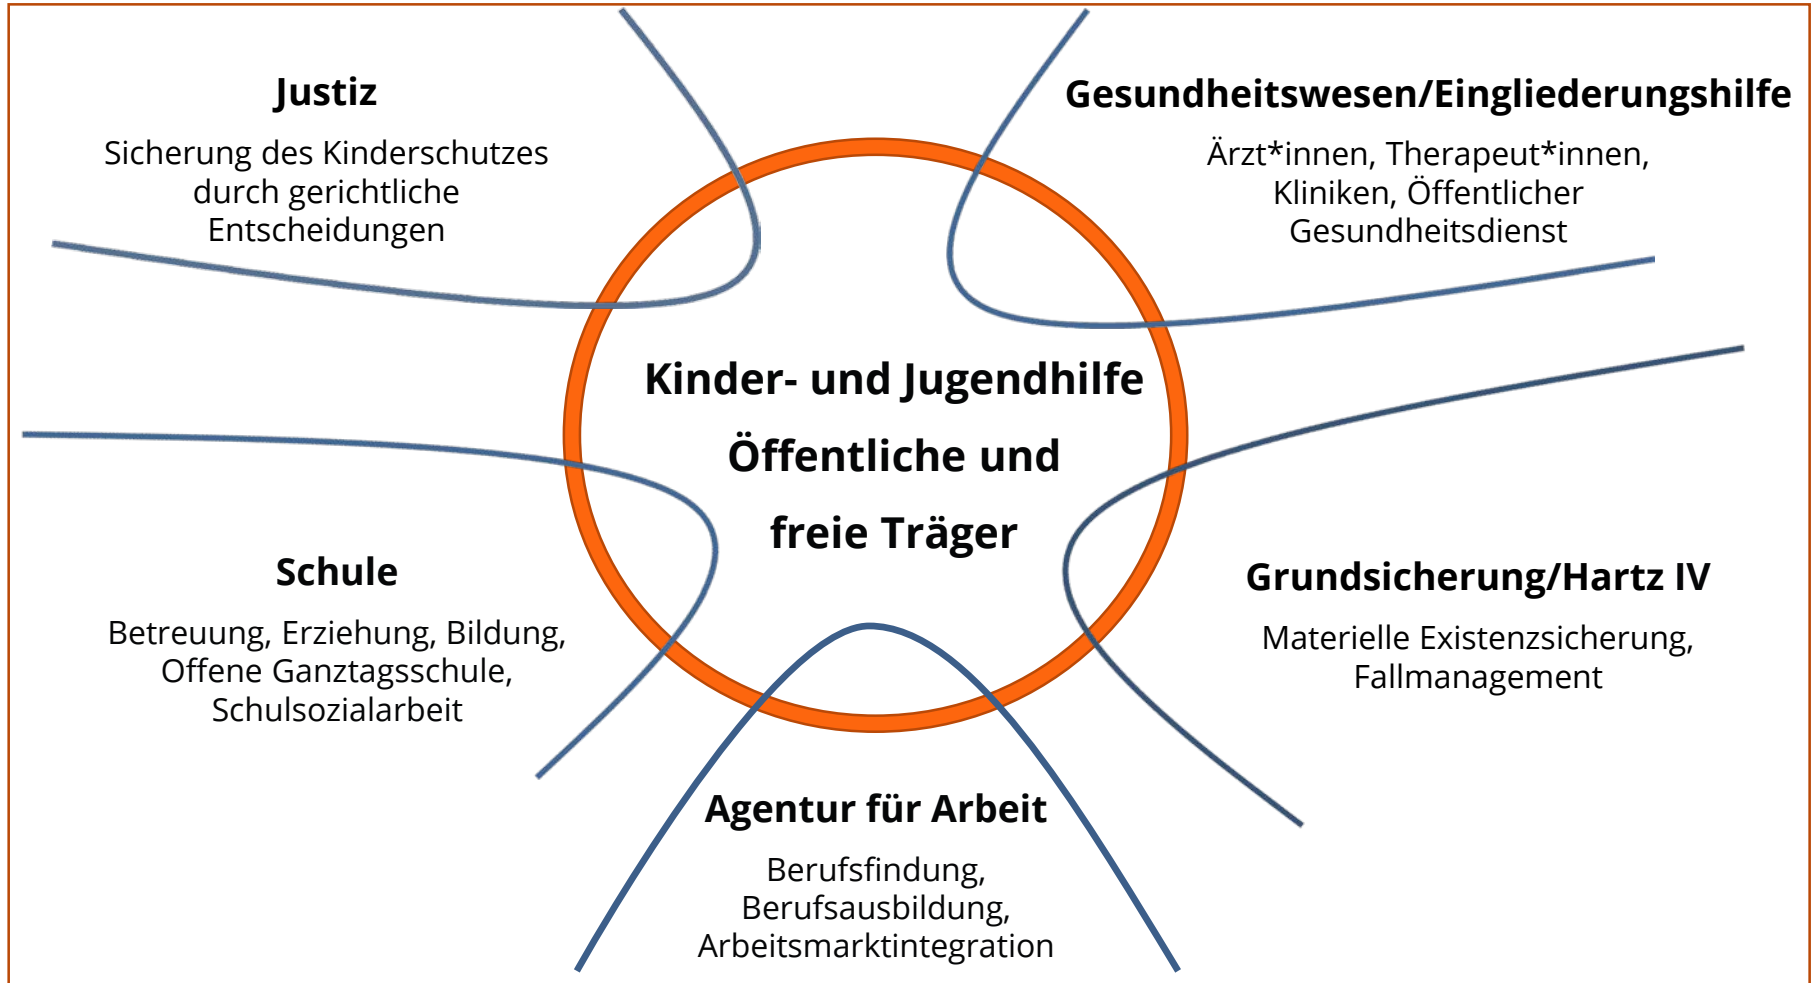 Justiz
Sicherung des Kinderschutzes
durch gerichtliche
Entscheidungen
Gesundheitswesen/Eingliederungshilfe
Ärzt*innen, Therapeut*innen,
Kliniken, Öffentlicher
Gesundheitsdienst
Kinder- und Jugendhilfe
Öffentliche und
freie Träger
Schule
Betreuung, Erziehung, Bildung,
Offene Ganztagsschule,
Schulsozialarbeit
Grundsicherung/Hartz IV
Materielle Existenzsicherung,
Fallmanagement
Agentur für Arbeit
Berufsfindung,
Berufsausbildung,
Arbeitsmarktintegration